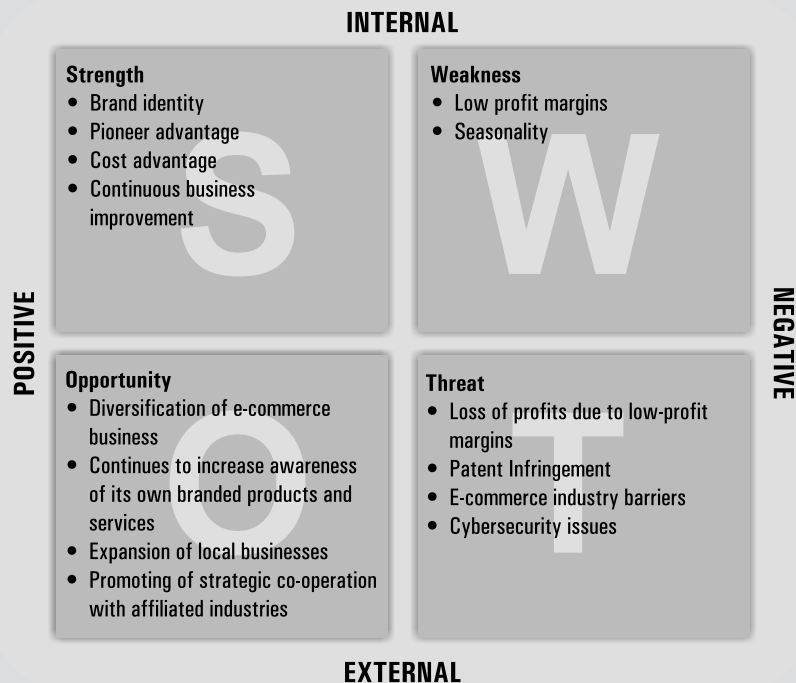 INTERNAL
Strength
• Brand identity
• Pioneer advantage
• Cost advantage
• Continuous business
improvement
S
Weakness
• Low profit margins
• Seasonality
W
POSITIVE
NEGATIVE
Opportunity
• Diversification of e-commerce
business
• Continues to increase awareness
of its own branded products and
services
• Expansion of local businesses
• Promoting of strategic co-operation
with affiliated industries
O
Threat
• Loss of profits due to low-profit
margins
• Patent Infringement
• E-commerce industry barriers
• Cybersecurity issues
T
EXTERNAL